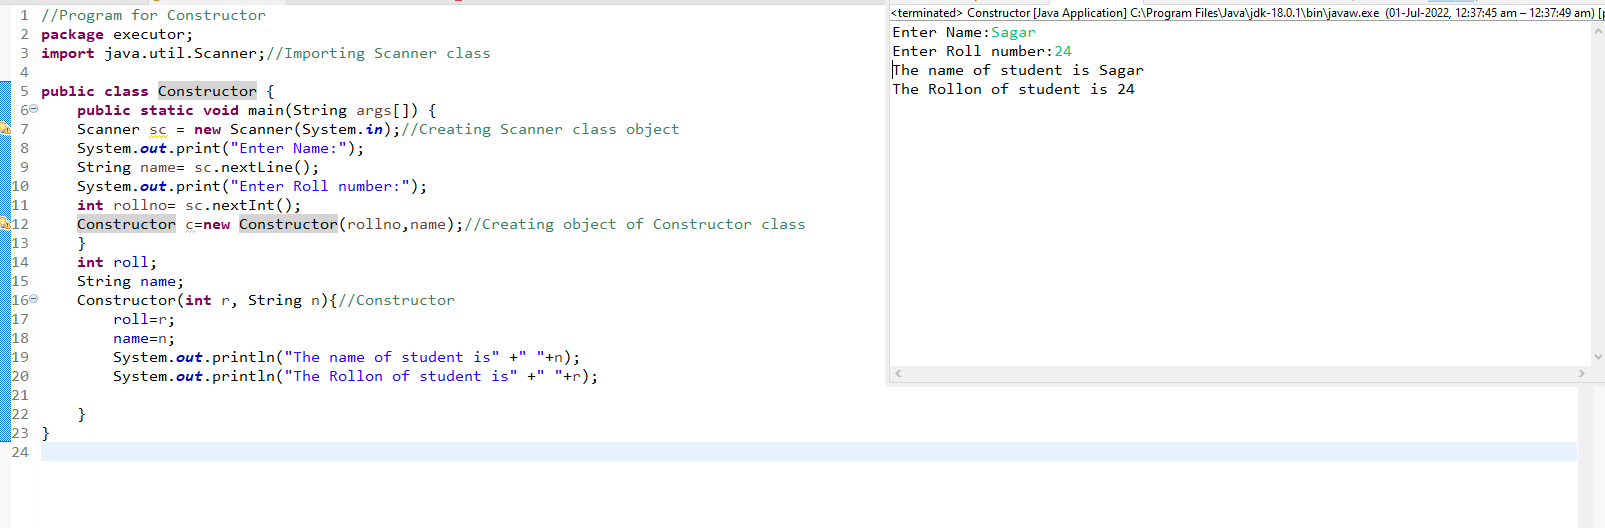 1 //Program for Constructor
2 package executor;
3 import java.util.Scanner;//Importing Scanner class
4
5 public class Constructor {
6 public static void main(String args[]) {
7 Scanner sc = new Scanner(System.in);//Creating Scanner class object
8 System.out.print("Enter Name:");
9 String name= sc.nextLine();
10 System.out.print("Enter Roll number:");
11 int rollno= sc.nextInt();
12 Constructor c=new Constructor(rollno,name);//Creating object of Constructor class
13 }
14 int roll;
15 String name;
16 Constructor(int r, String n){//Constructor
17 roll=r;
18 name=n;
19 System.out.println("The name of student is" +" "+n);
20 System.out.println("The Rollon of student is" +" "+r);
21
22 }
23 }
24
<terminated> Constructor [Java Application] C:\Program Files\Java\jdk-18.0.1\bin\javaw.exe (01-Jul-2022, 12:37:45 am – 12:37:49 am) [p
Enter Name:Sagar
Enter Roll number:24
The name of student is Sagar
The Rollon of student is 24